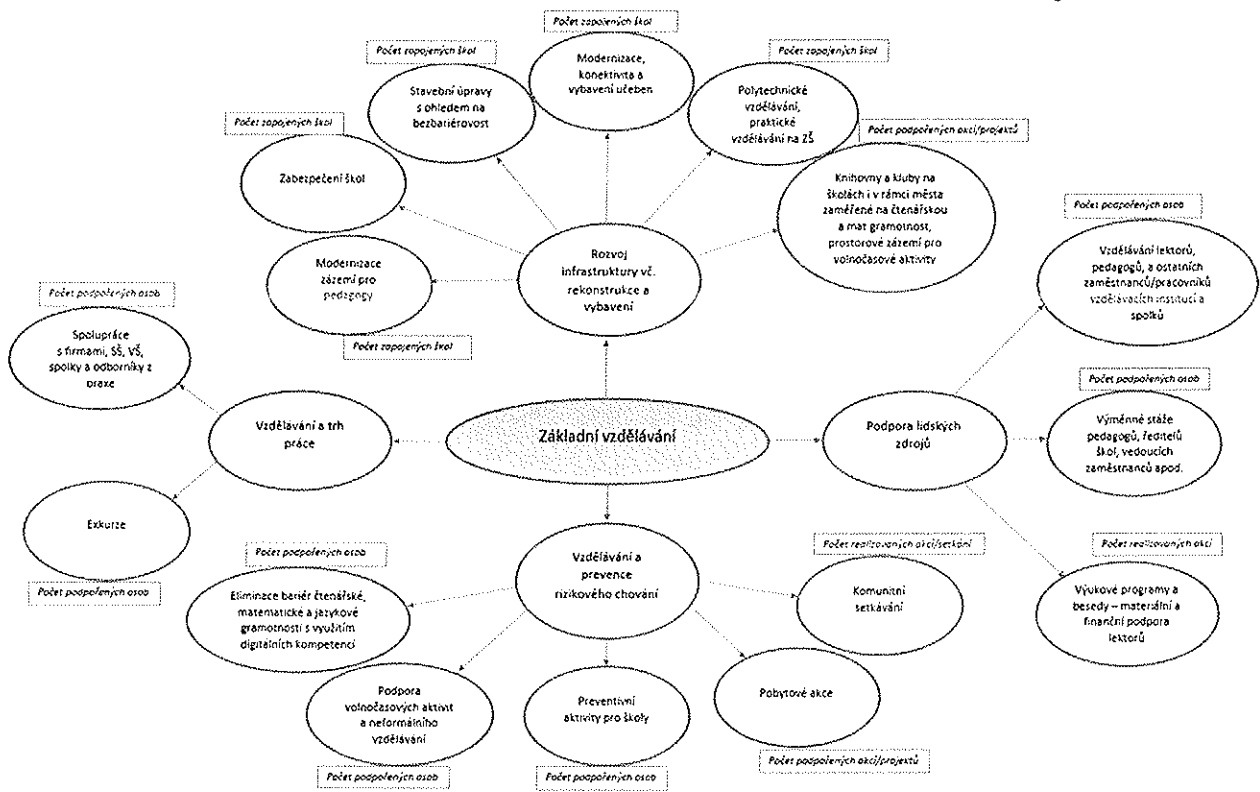 Počet zapojených škol
Modernizace,
konektivita a
vybavení učeben
Počet zapojených škol
Stavební úpravy
s ohledem na
bezbariérovost
Počet zapojených škol
Polytechnické
vzdělávání,
praktické
vzdělávání na ZŠ
Počet zapojených škol
Zabezpečení škol
Počet podpořených akcí/projektů
Knihovny a kluby na
školách i v rámci města
zaměřené na čtenářskou
a mat gramotnost,
prostorové zázemí pro
volnočasové aktivity
Modernizace
zázemí pro
pedagogy
Počet zapojených škol
Rozvoj
infrastruktury vč.
rekonstrukce a
vybavení
Počet podpořených osob
Vzdělávání lektorů,
pedagogů, a ostatních
zaměstnanců/pracovníků
vzdělávacích institucí a
spolků
Počet podpořených osob
Spolupráce
s firmami, SŠ, VŠ,
spolky a odborníky z
praxe
Vzdělávání a trh
práce
Základní vzdělávání
Podpora lidských
zdrojů
Počet podpořených osob
Výměnné stáže
pedagogů, ředitelů
škol, vedoucích
zaměstnanců apod.
Exkurze
Počet podpořených osob
Počet podpořených osob
Eliminace bariér čtenářské,
matematické a jazykové
gramotnosti s využitím
digitálních kompetencí
Vzdělávání a
prevence
rizikového chování
Počet realizovaných akcí/setkání
Komunitní
setkávání
Počet realizovaných akcí
Výukové programy a
besedy – materiální a
finanční podpora
lektorů
Podpora
volnočasových aktivit
a neformálního
vzdělávání
Počet podpořených osob
Preventivní
aktivity pro školy
Počet podpořených osob
Pobytové akce
Počet podpořených akcí/projektů